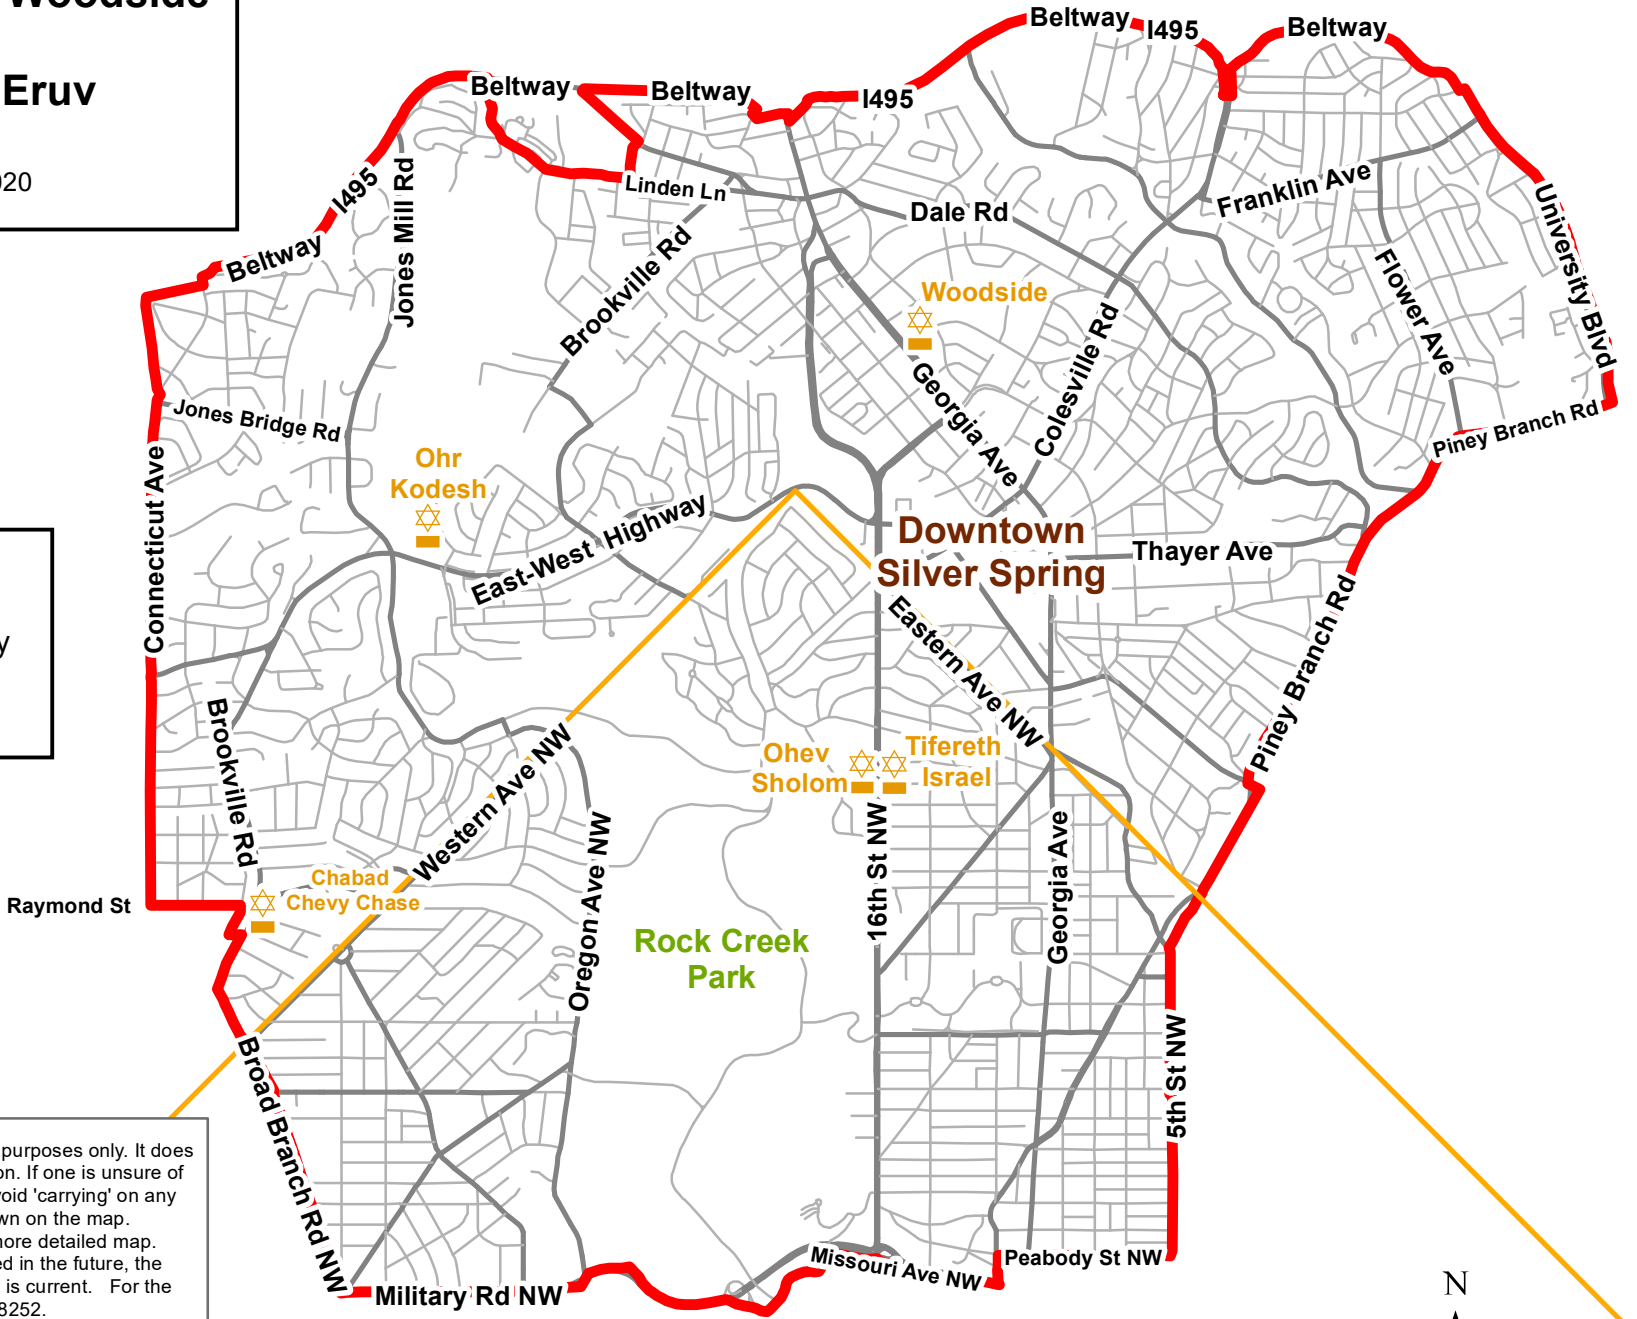 Woodside
Eruv
020
y
Beltway
I495
Beltway
Beltway
Beltway
I495
Beltway
I495
Beltway
Jones Mill Rd
Linden Ln
Dale Rd
Franklin Ave
University Blvd
Flower Ave
Brookville Rd
Woodside
Georgia Ave
Colesville Rd
Piney Branch Rd
Jones Bridge Rd
Connecticut Ave
Ohr
Kodesh
East-West Highway
Downtown
Silver Spring
Thayer Ave
Eastern Ave NW
Piney Branch Rd
Brookville Rd
Western Ave NW
Ohev
Sholom
Tifereth
Israel
Chabad
Chevy Chase
Raymond St
Oregon Ave NW
16th St NW
Georgia Ave
Rock Creek
Park
Broad Branch Rd NW
5th St NW
Military Rd NW
Missouri Ave NW
Peabody St NW
purposes only. It does
on. If one is unsure of
void 'carrying' on any
wn on the map.
more detailed map.
ed in the future, the
is current. For the
8252.
N